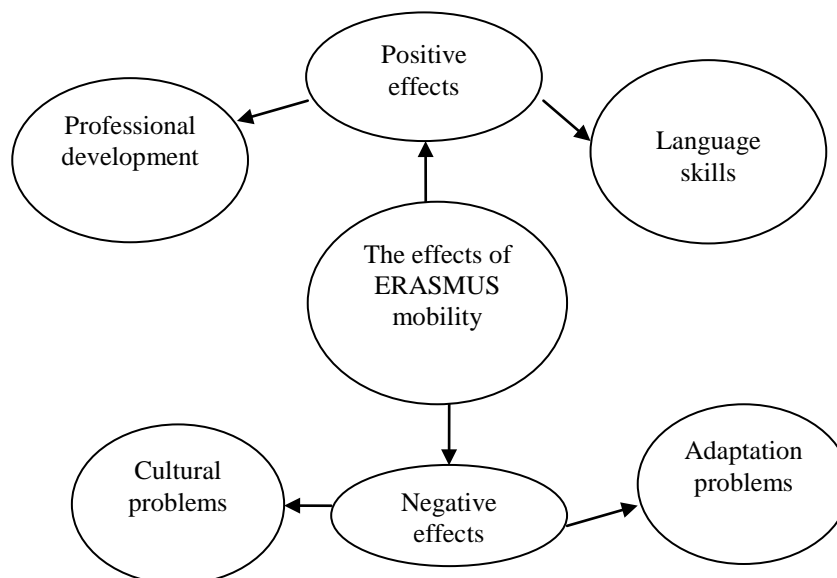 Positive
effects
Professional
development
Language
skills
The effects of
ERASMUS
mobility
Cultural
problems
Negative
effects
Adaptation
problems